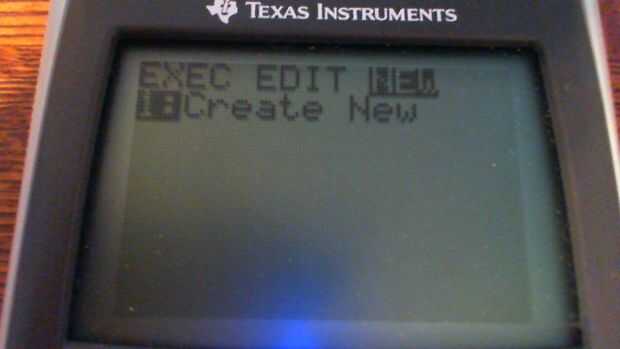 TEXAS INSTRUMENTS
EXEC EDIT NEW
1:Create New